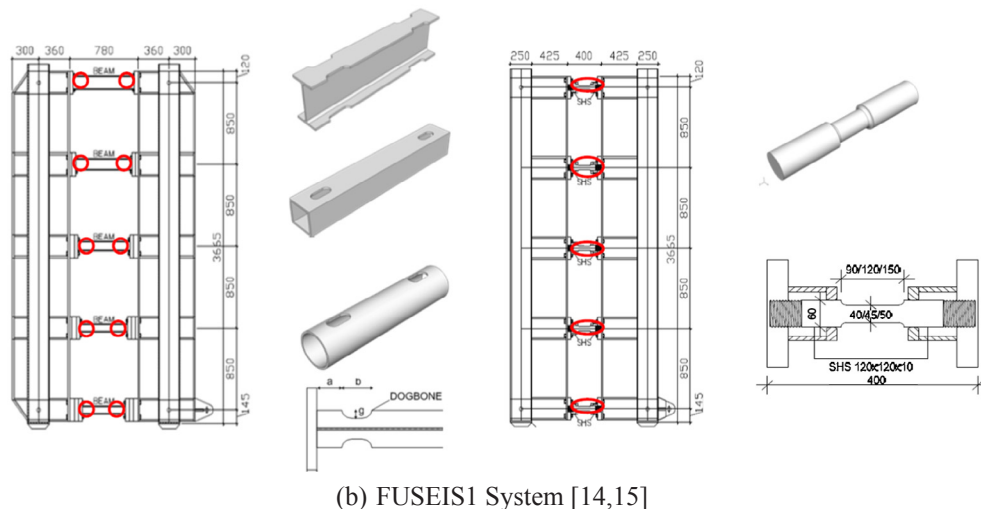 300 360 780 360 300
120
BEAM
850
BEAM
850
3655
BEAM
850
BEAM
850
BEAM
145
a b
DOGBONE
g
250 425 400 425 250
120
SHS
850
SHS
850
3655
SHS
850
SHS
850
SHS
145
90/120/150
60
40/45/50
SHS 120x120x10
400
(b) FUSEIS1 System [14,15]